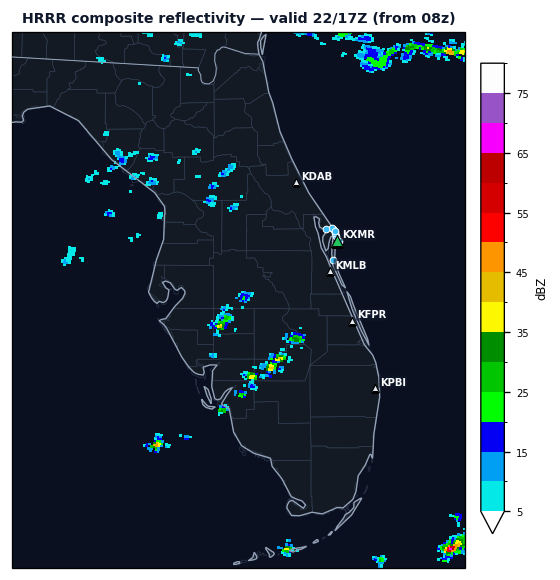 HRRR composite reflectivity — valid 22/17Z (from 08z)
KDAB
KXMR
KMLB
KFPR
KPBI
75
65
55
45
35
25
15
5
dBZ